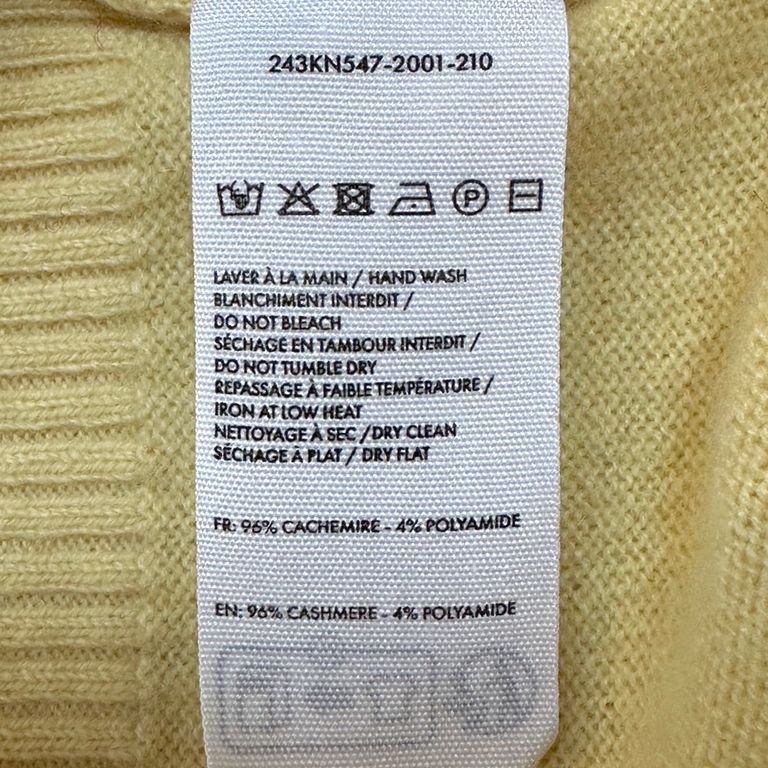 243KN547-2001-210
P
LAVER À LA MAIN / HAND WASH
BLANCHIMENT INTERDIT /
DO NOT BLEACH
SÉCHAGE EN TAMBOUR INTERDIT /
DO NOT TUMBLE DRY
REPASSAGE À FAIBLE TEMPÉRATURE /
IRON AT LOW HEAT
NETTOYAGE À SEC /DRY CLEAN
SÉCHAGE À PLAT / DRY FLAT
FR: 96% CACHEMIRE - 4% POLYAMIDE
EN: 96% CASHMERE - 4% POLYAMIDE